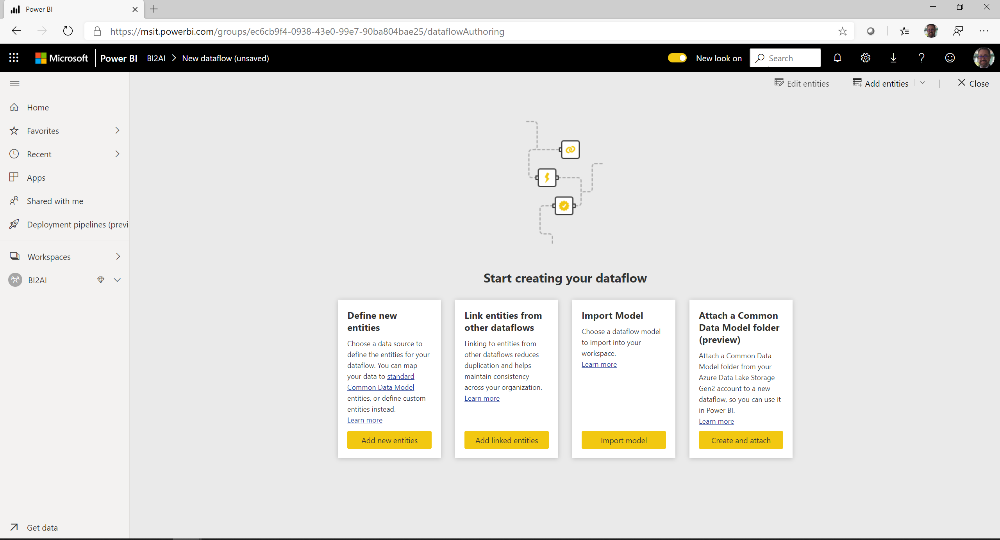 Power BI
https://msit.powerbi.com/groups/ec6cb9f4-0938-43e0-99e7-90ba804bae25/dataflowAuthoring
Microsoft Power BI BI2AI New dataflow (unsaved) New look on Search
Edit entities Add entities Close
Home
Favorites
Recent
Apps
Shared with me
Deployment pipelines (previ
Workspaces
BI2AI
Get data
Start creating your dataflow
Define new
entities
Choose a data source to
define the entities for your
dataflow. You can map
your data to standard
Common Data Model
entities, or define custom
entities instead.
Learn more
Add new entities
Link entities from
other dataflows
Linking to entities from
other dataflows reduces
duplication and helps
maintain consistency
across your organization.
Learn more
Add linked entities
Import Model
Choose a dataflow model
to import into your
workspace.
Learn more
Import model
Attach a Common
Data Model folder
(preview)
Attach a Common Data
Model folder from your
Azure Data Lake Storage
Gen2 account to a new
dataflow, so you can use it
in Power BI.
Learn more
Create and attach